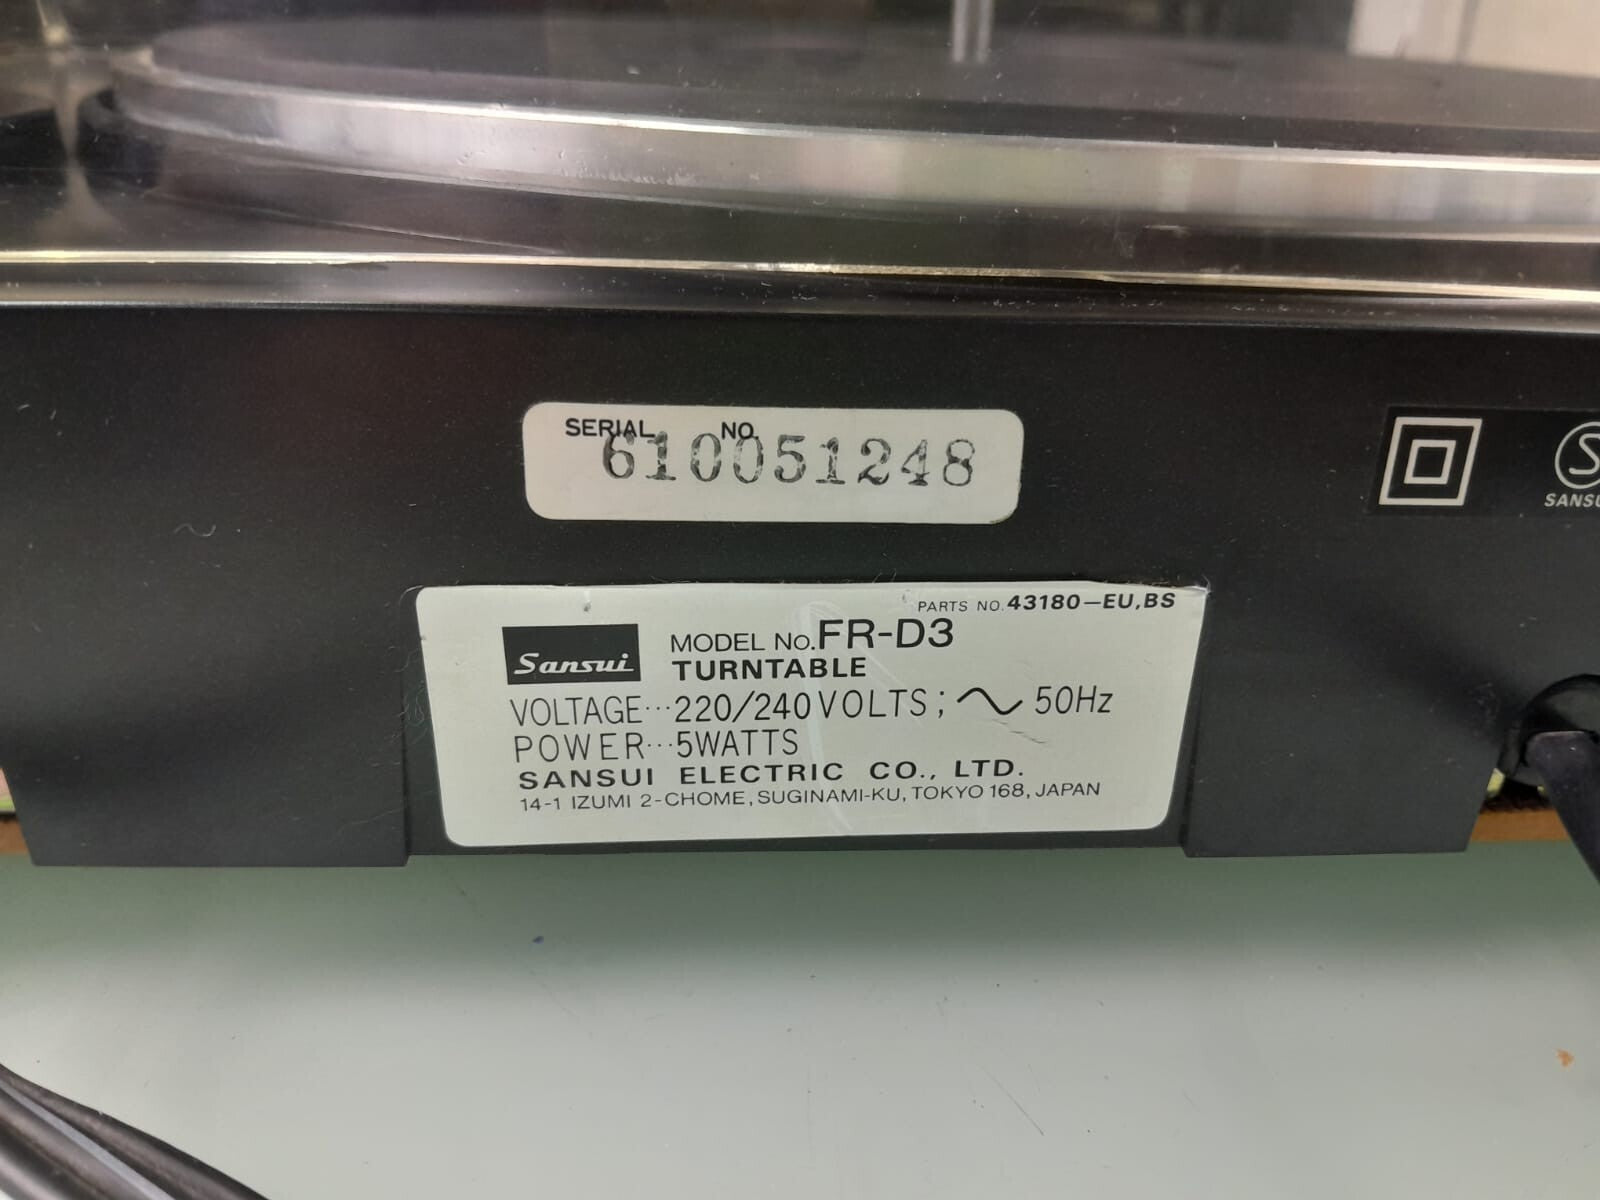 SERIAL NO.
610051248
SANSU
PARTS NO. 43180-EU,BS
Sansui
MODEL No. FR-D3
TURNTABLE
VOLTAGE···220/240VOLTS; ∿ 50Hz
POWER···5WATTS
SANSUI ELECTRIC CO., LTD.
14-1 IZUMI 2-CHOME, SUGINAMI-KU, TOKYO 168, JAPAN